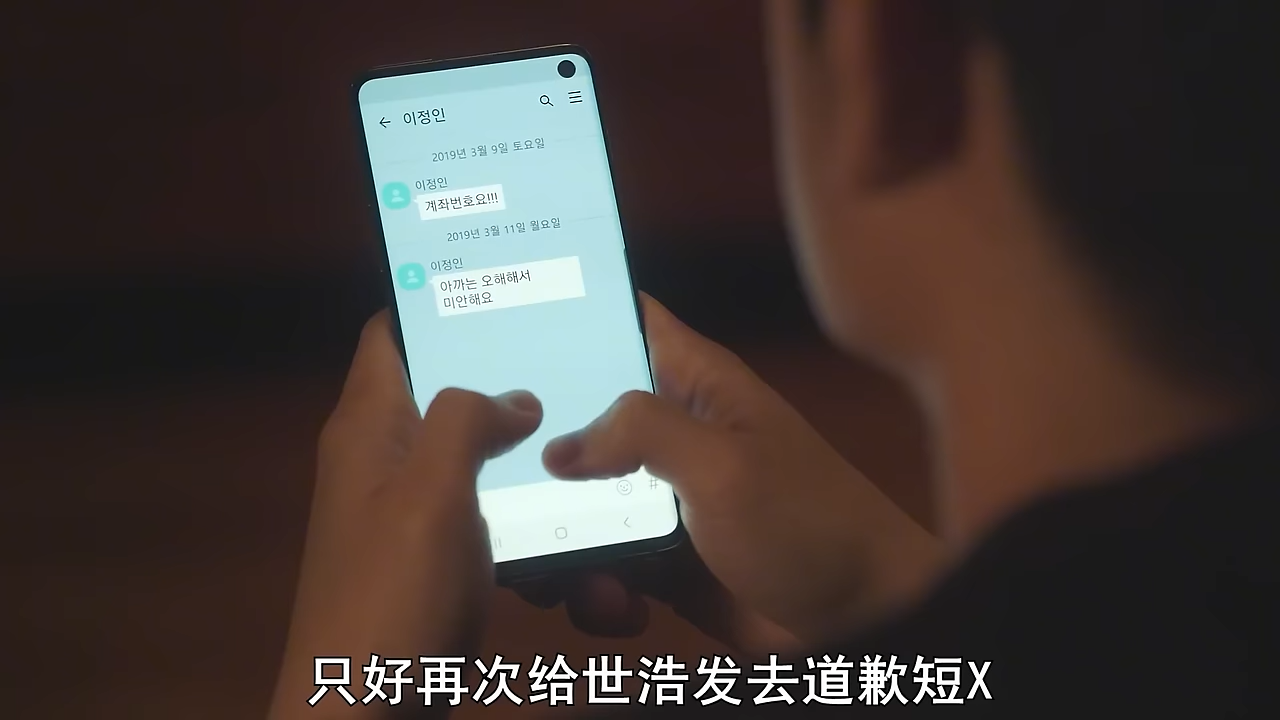 이정인
2019년 3월 9일 토요일
이정인
계좌번호요!!!
2019년 3월 11일 월요일
이정인
아까는 오해해서
미안해요
#
只好再次给世浩发去道歉短X